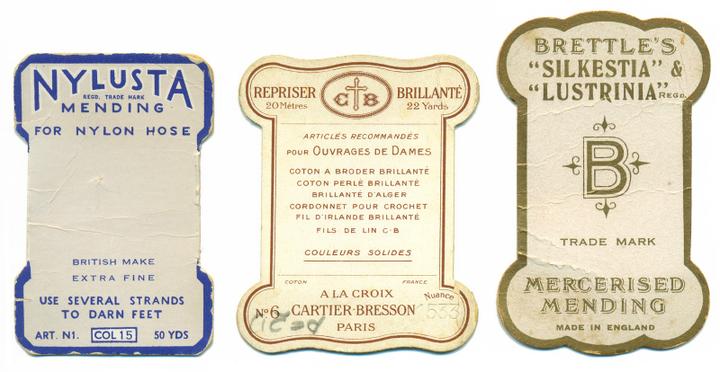 NYLUSTA
REGD. TRADE MARK
MENDING
FOR NYLON HOSE
BRITISH MAKE
EXTRA FINE
USE SEVERAL STRANDS
TO DARN FEET
ART. N1. COL 15 50 YDS
REPRISER C B BRILLANTÉ
20 Mètres 22 Yards
ARTICLES RECOMMANDÉS
POUR OUVRAGES DE DAMES
COTON A BRODER BRILLANTÉ
COTON PERLÉ BRILLANTÉ
BRILLANTÉ D'ALGER
CORDONNET POUR CROCHET
FIL D'IRLANDE BRILLANTÉ
FILS DE LIN C·B
COULEURS SOLIDES
COTON FRANCE
A LA CROIX Nuance
No 6 CARTIER-BRESSON 533
PARIS
BRETTLE'S
"SILKESTIA" &
"LUSTRINIA" REGD.
B
TRADE MARK
MERCERISED
MENDING
MADE IN ENGLAND